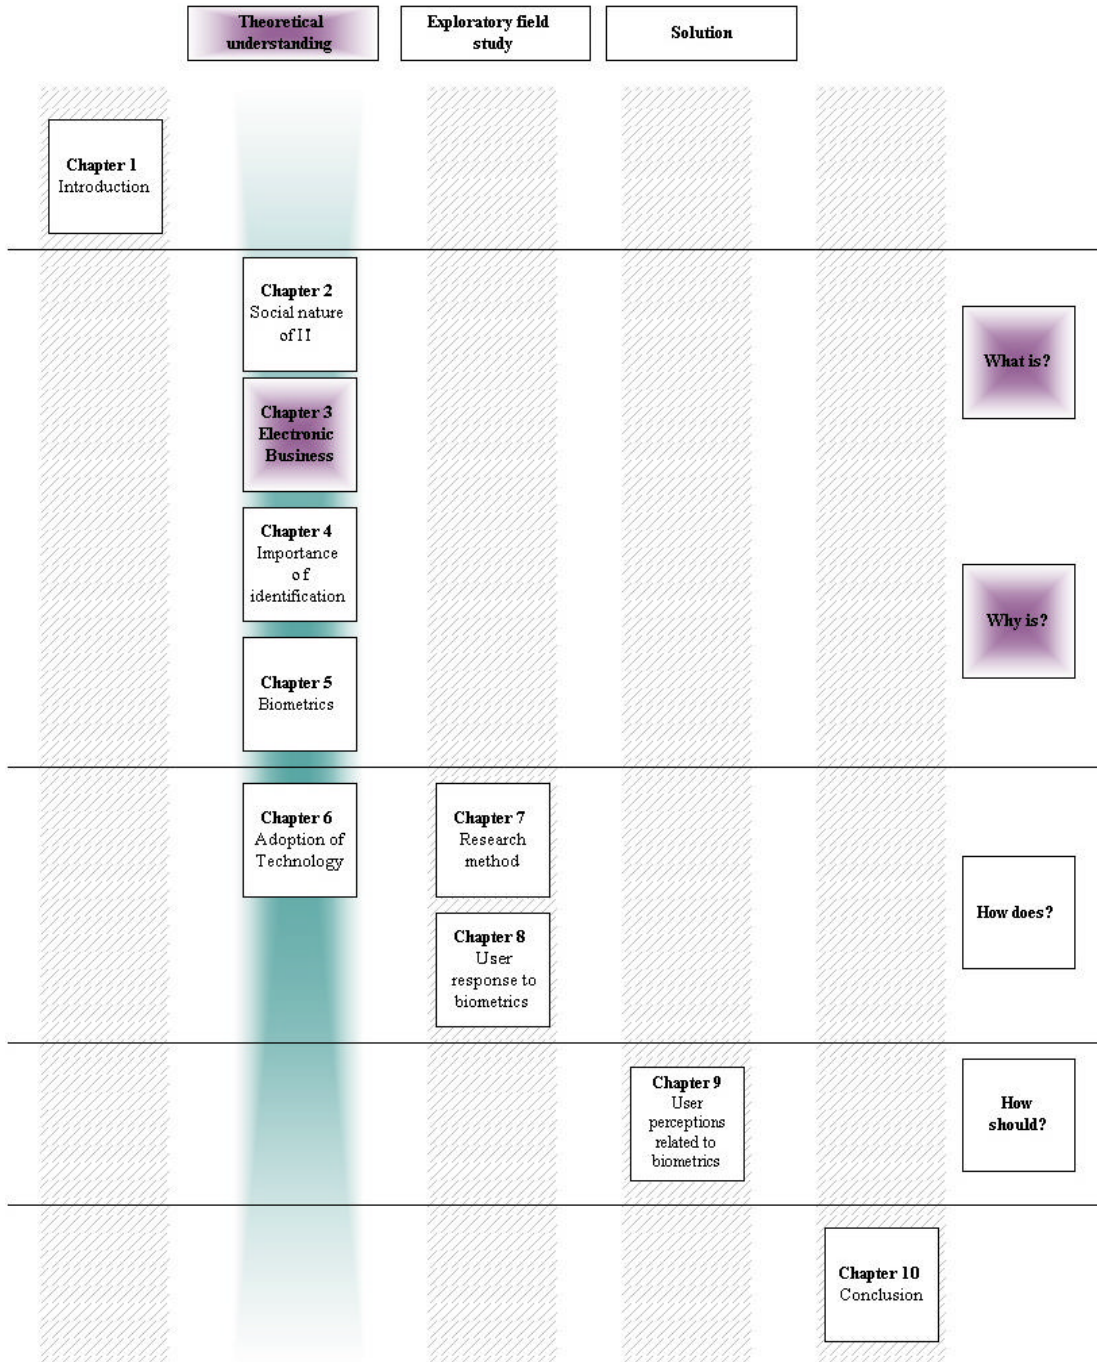 Theoretical
understanding
Exploratory field
study
Solution
Chapter 1
Introduction
Chapter 2
Social nature
of II
What is?
Chapter 3
Electronic
Business
Chapter 4
Importance
of
identification
Why is?
Chapter 5
Biometrics
Chapter 6
Adoption of
Technology
Chapter 7
Research
method
How does?
Chapter 8
User
response to
biometrics
Chapter 9
User
perceptions
related to
biometrics
How
should?
Chapter 10
Conclusion